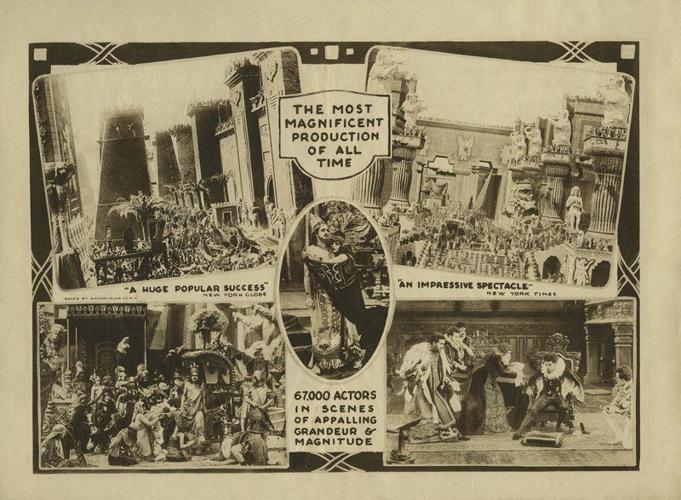 THE MOST
MAGNIFICENT
PRODUCTION
OF ALL
TIME
"A HUGE POPULAR SUCCESS"
NEW YORK GLOBE
"AN IMPRESSIVE SPECTACLE"
NEW YORK TIMES
67,000 ACTORS
IN SCENES
OF APPALLING
GRANDEUR &
MAGNITUDE